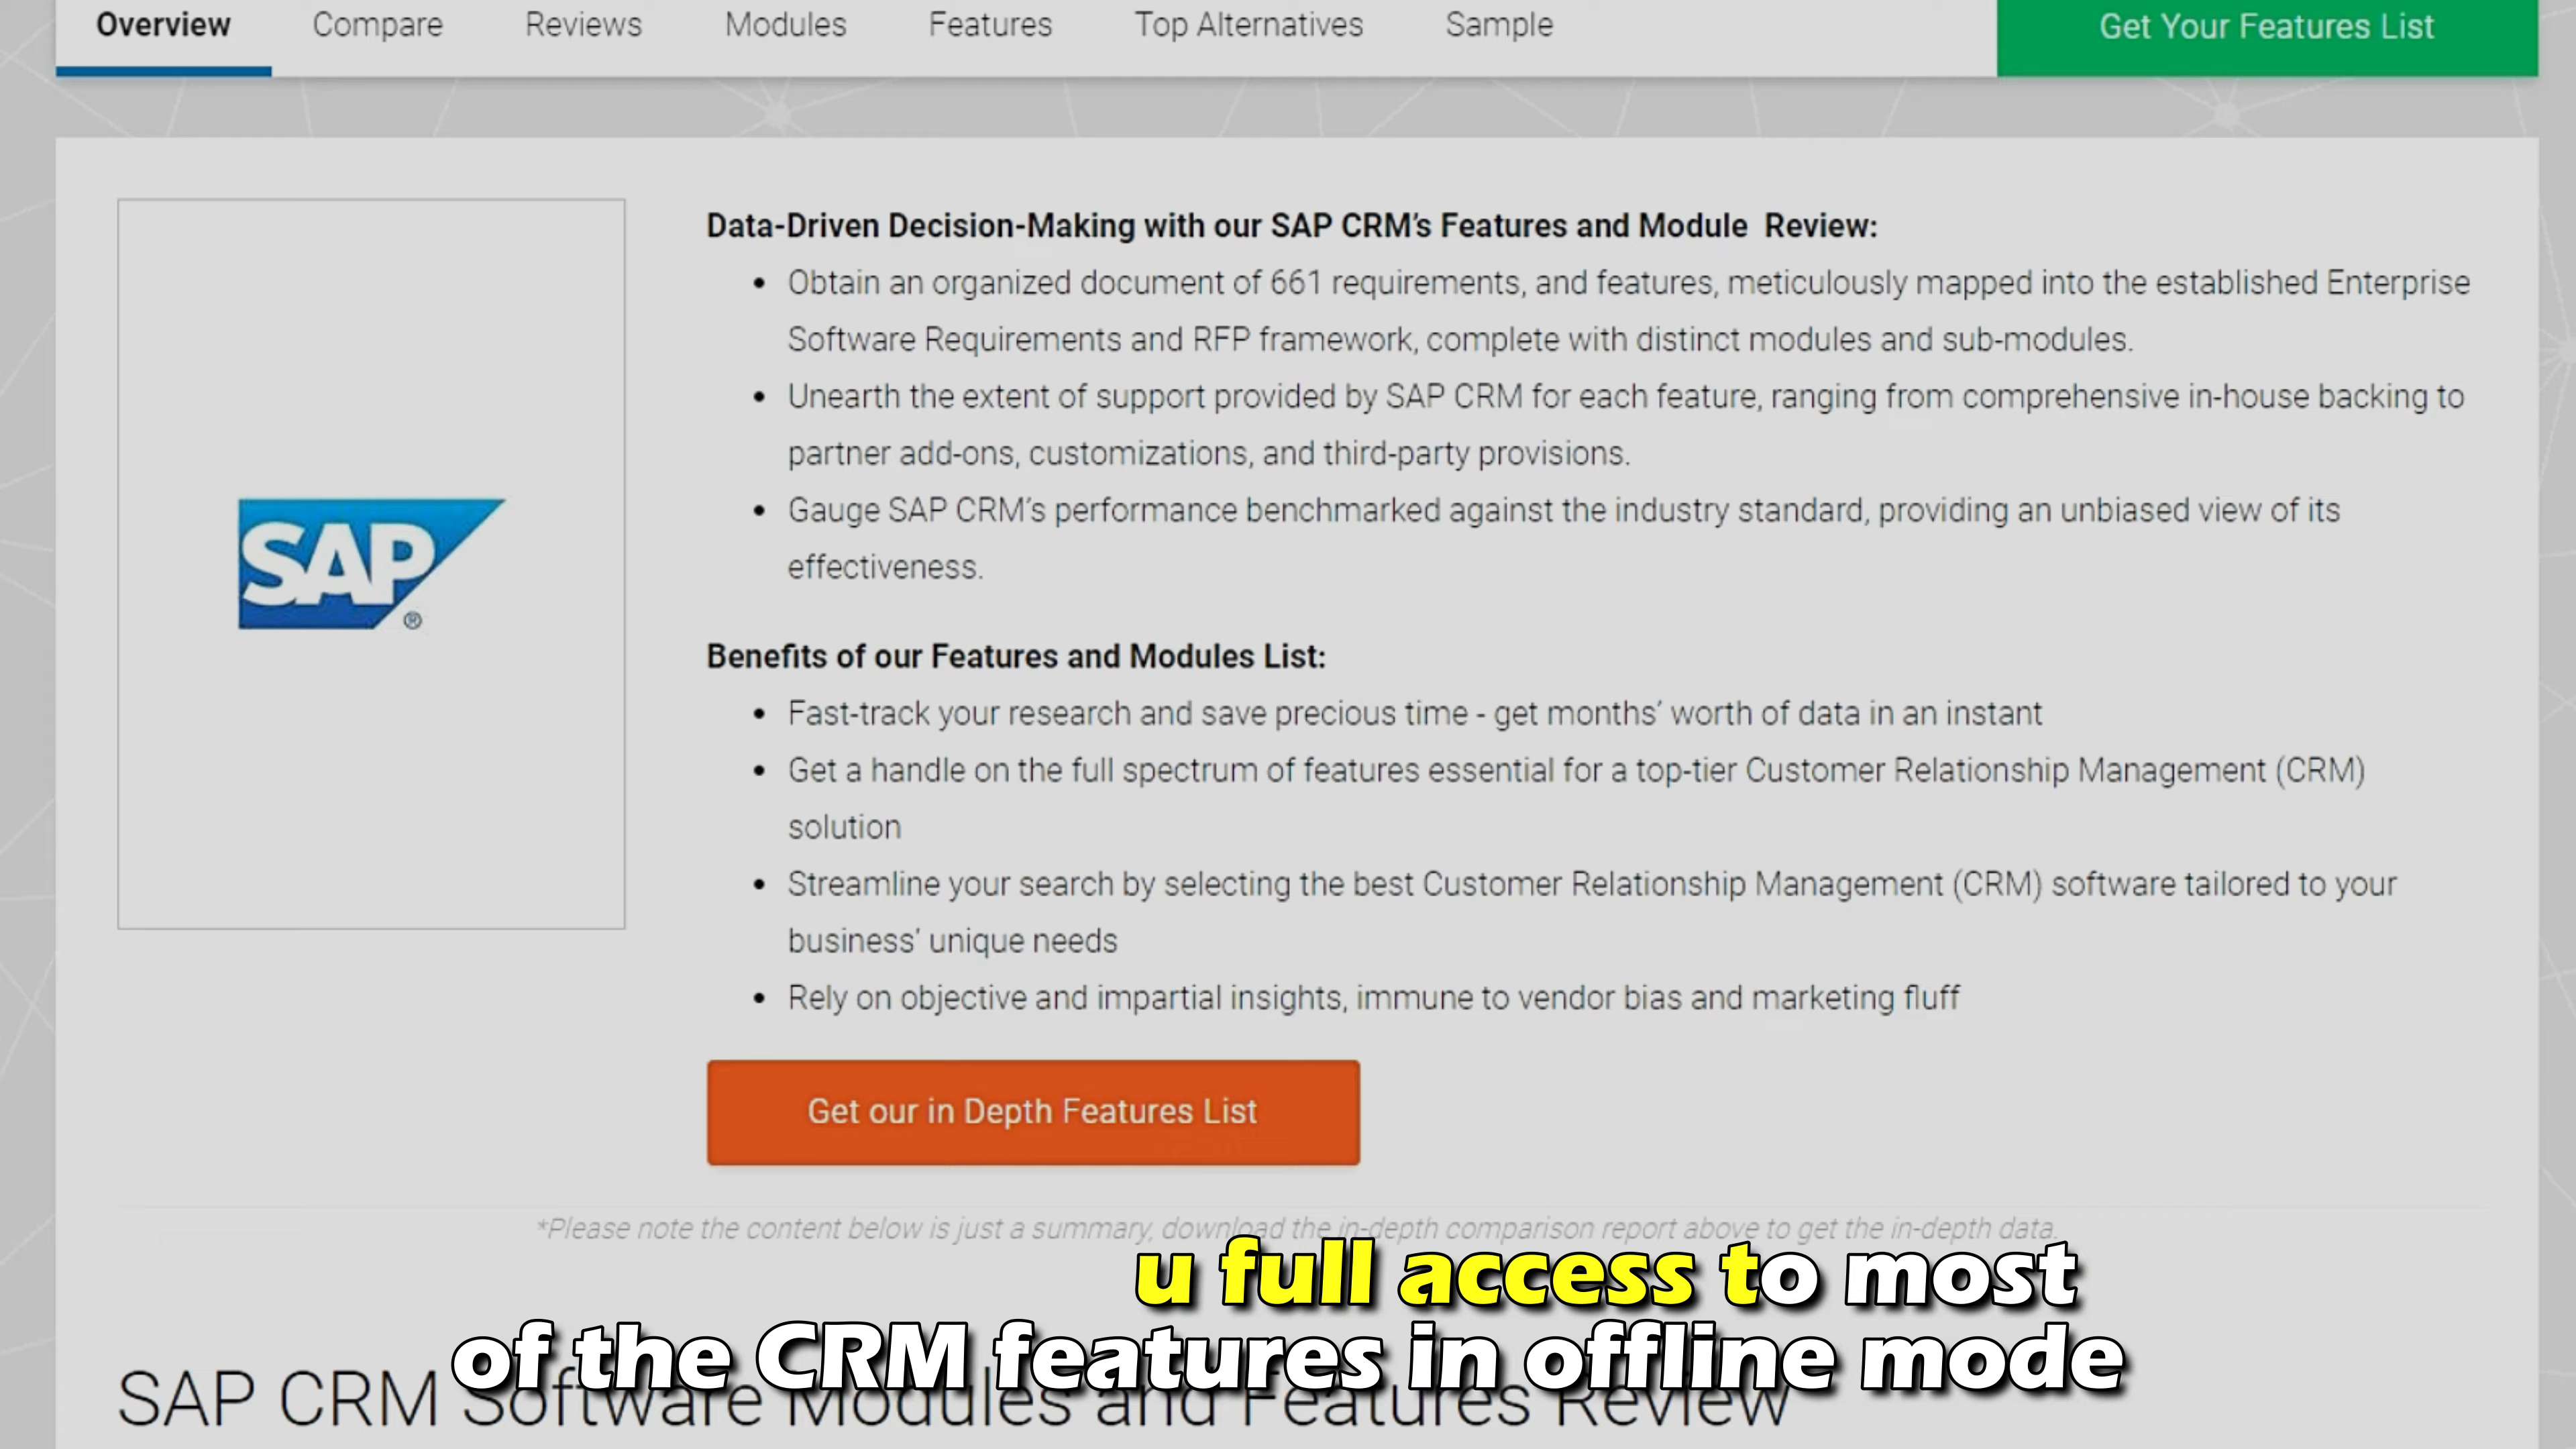 Overview Compare Reviews Modules Features Top Alternatives Sample Get Your Features List
Data-Driven Decision-Making with our SAP CRM's Features and Module Review:
• Obtain an organized document of 661 requirements, and features, meticulously mapped into the established Enterprise
Software Requirements and RFP framework, complete with distinct modules and sub-modules.
• Unearth the extent of support provided by SAP CRM for each feature, ranging from comprehensive in-house backing to
partner add-ons, customizations, and third-party provisions.
• Gauge SAP CRM's performance benchmarked against the industry standard, providing an unbiased view of its
effectiveness.
SAP®
Benefits of our Features and Modules List:
• Fast-track your research and save precious time - get months' worth of data in an instant
• Get a handle on the full spectrum of features essential for a top-tier Customer Relationship Management (CRM)
solution
• Streamline your search by selecting the best Customer Relationship Management (CRM) software tailored to your
business' unique needs
• Rely on objective and impartial insights, immune to vendor bias and marketing fluff
Get our in Depth Features List
*Please note the content below is just a summary, download the in-depth comparison report above to get the in-depth data.
u full access to most
of the CRM features in offline mode
SAP CRM Software Modules and Features Review